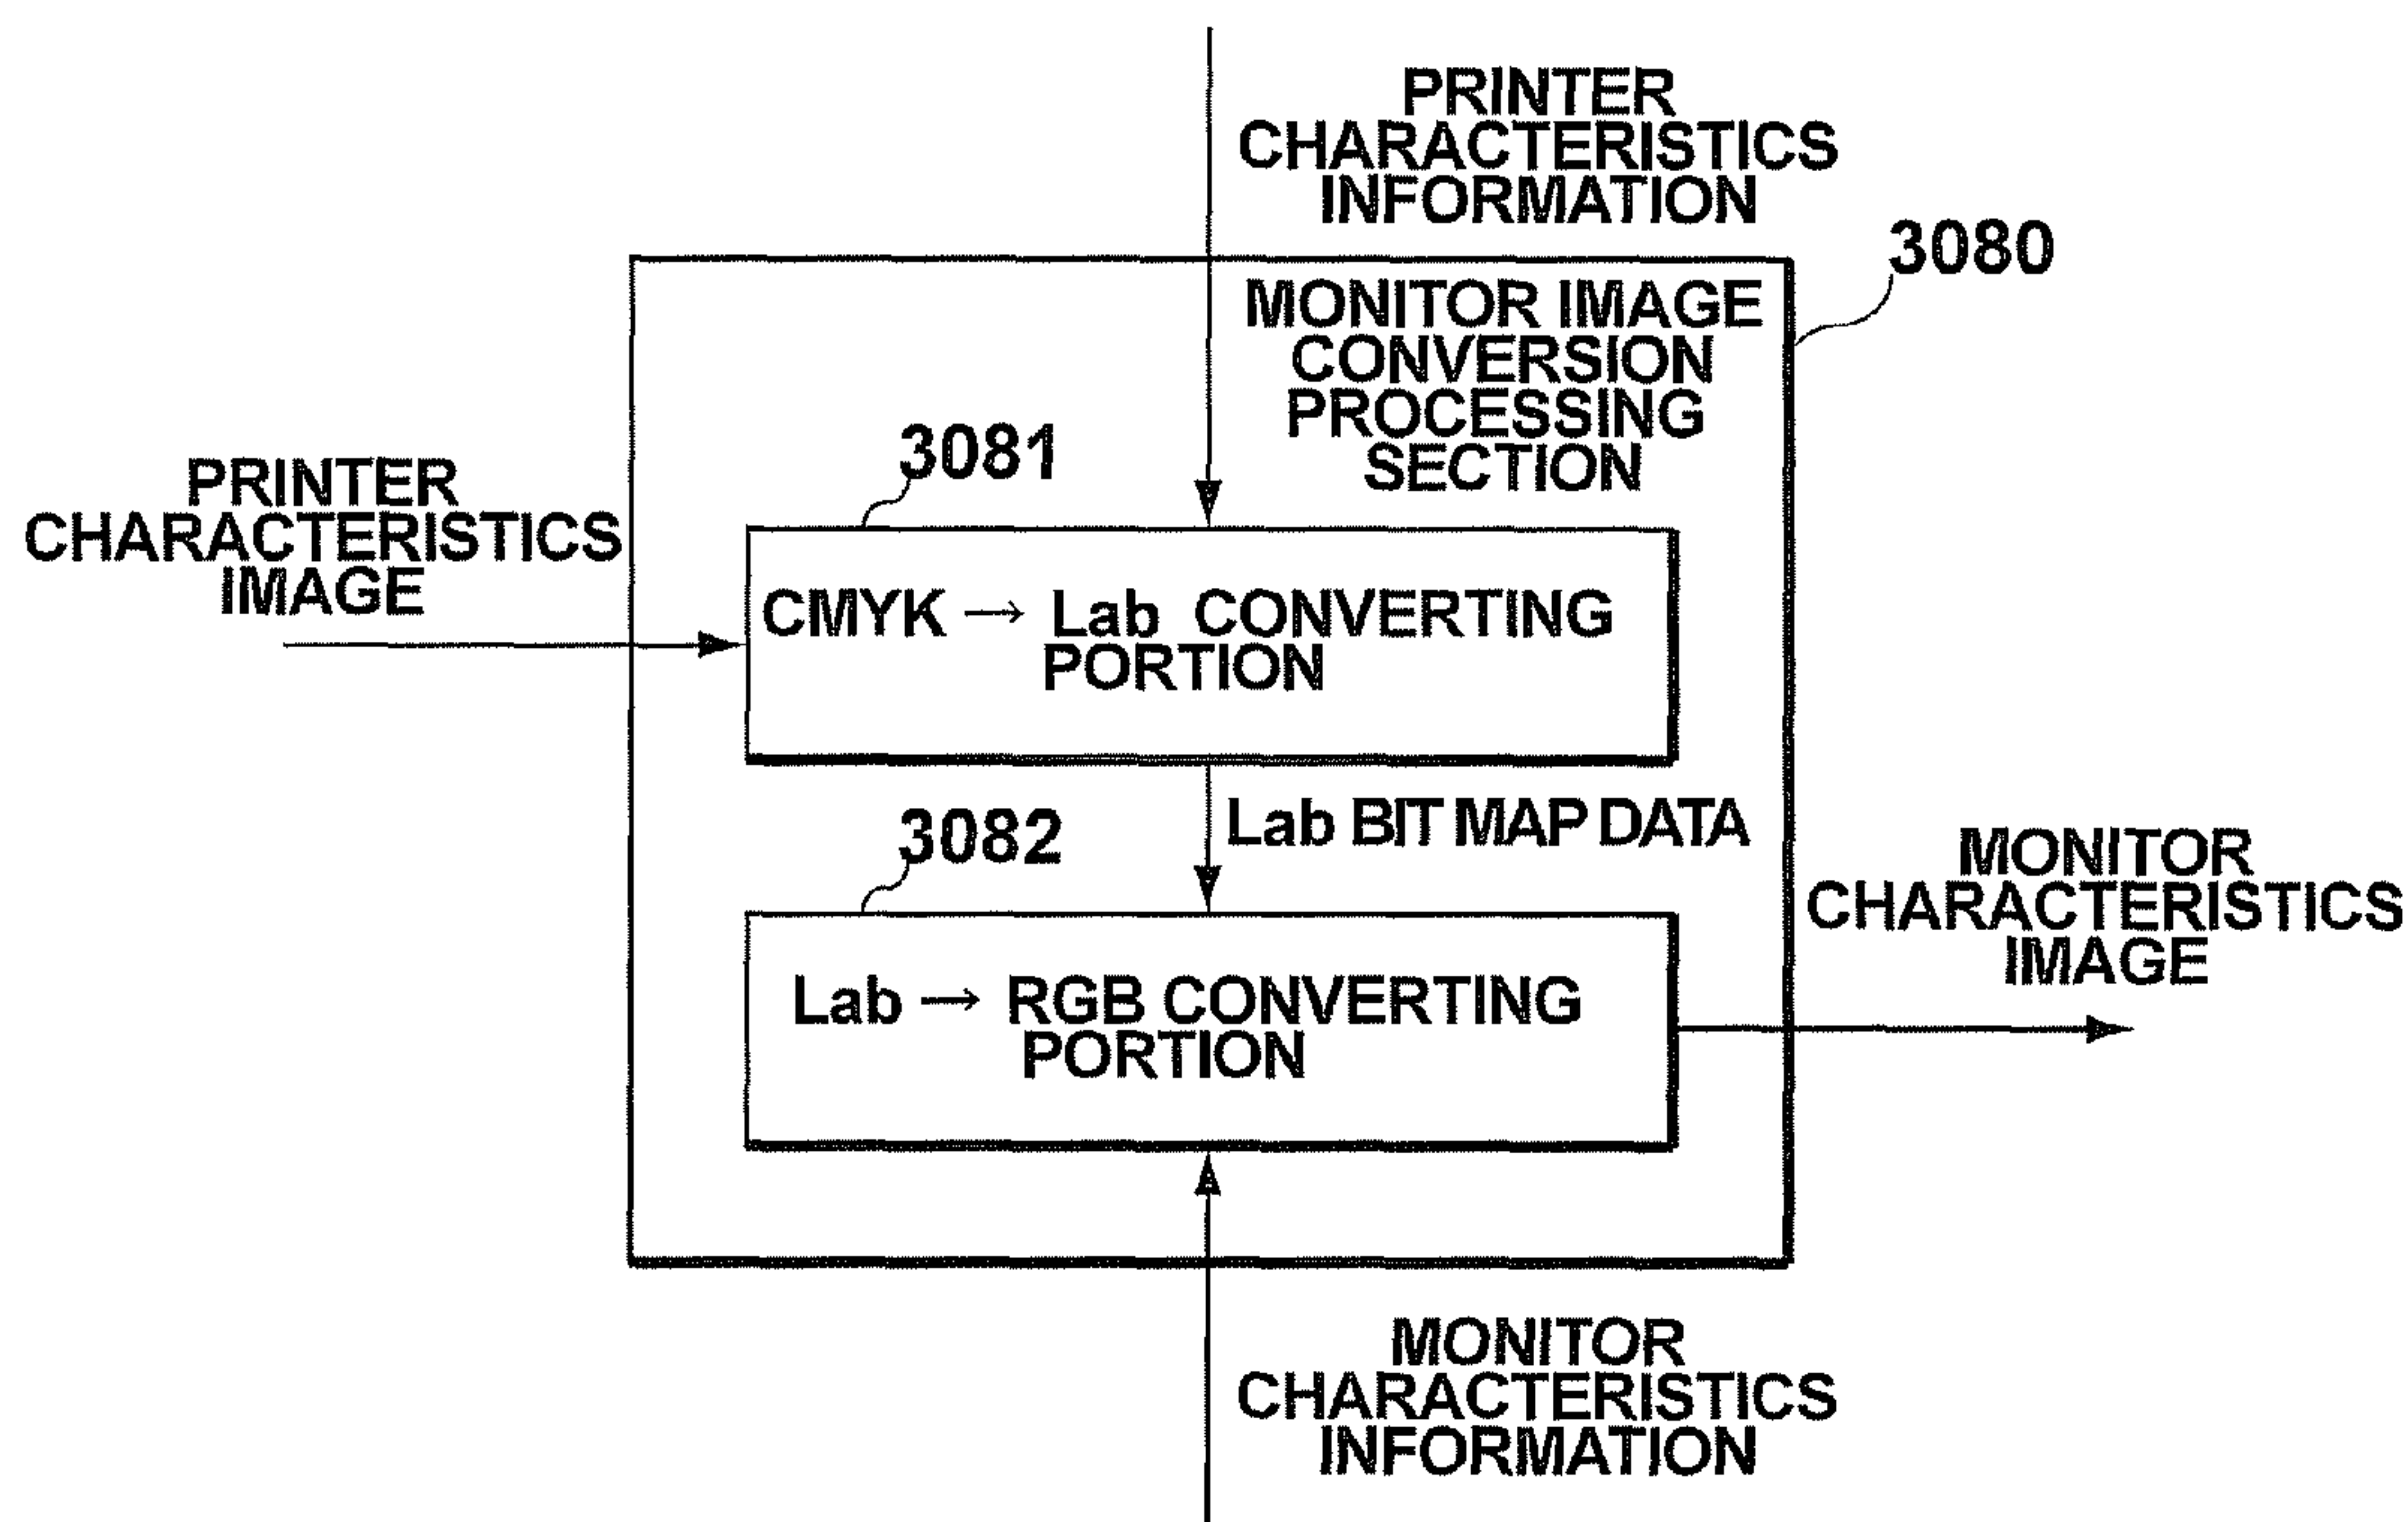 PRINTER
CHARACTERISTICS
INFORMATION
3080
MONITOR IMAGE
CONVERSION
PROCESSING
SECTION
3081
PRINTER
CHARACTERISTICS
IMAGE
CMYK → Lab CONVERTING
PORTION
Lab BIT MAP DATA
3082
MONITOR
CHARACTERISTICS
IMAGE
Lab → RGB CONVERTING
PORTION
MONITOR
CHARACTERISTICS
INFORMATION